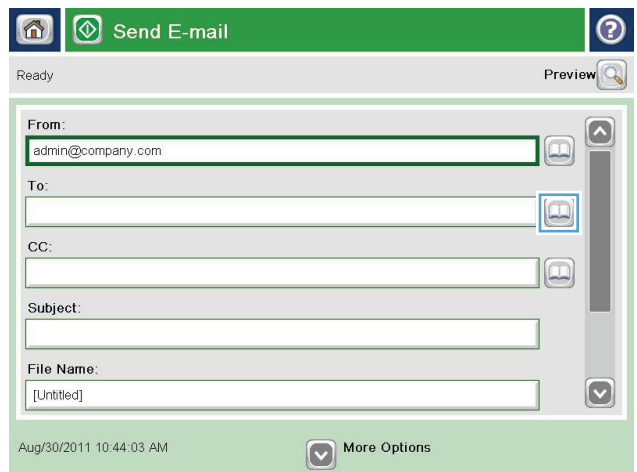 Send E-mail
?
Ready
Preview
From:
admin@company.com
To:
CC:
Subject:
File Name:
[Untitled]
Aug/30/2011 10:44:03 AM
More Options